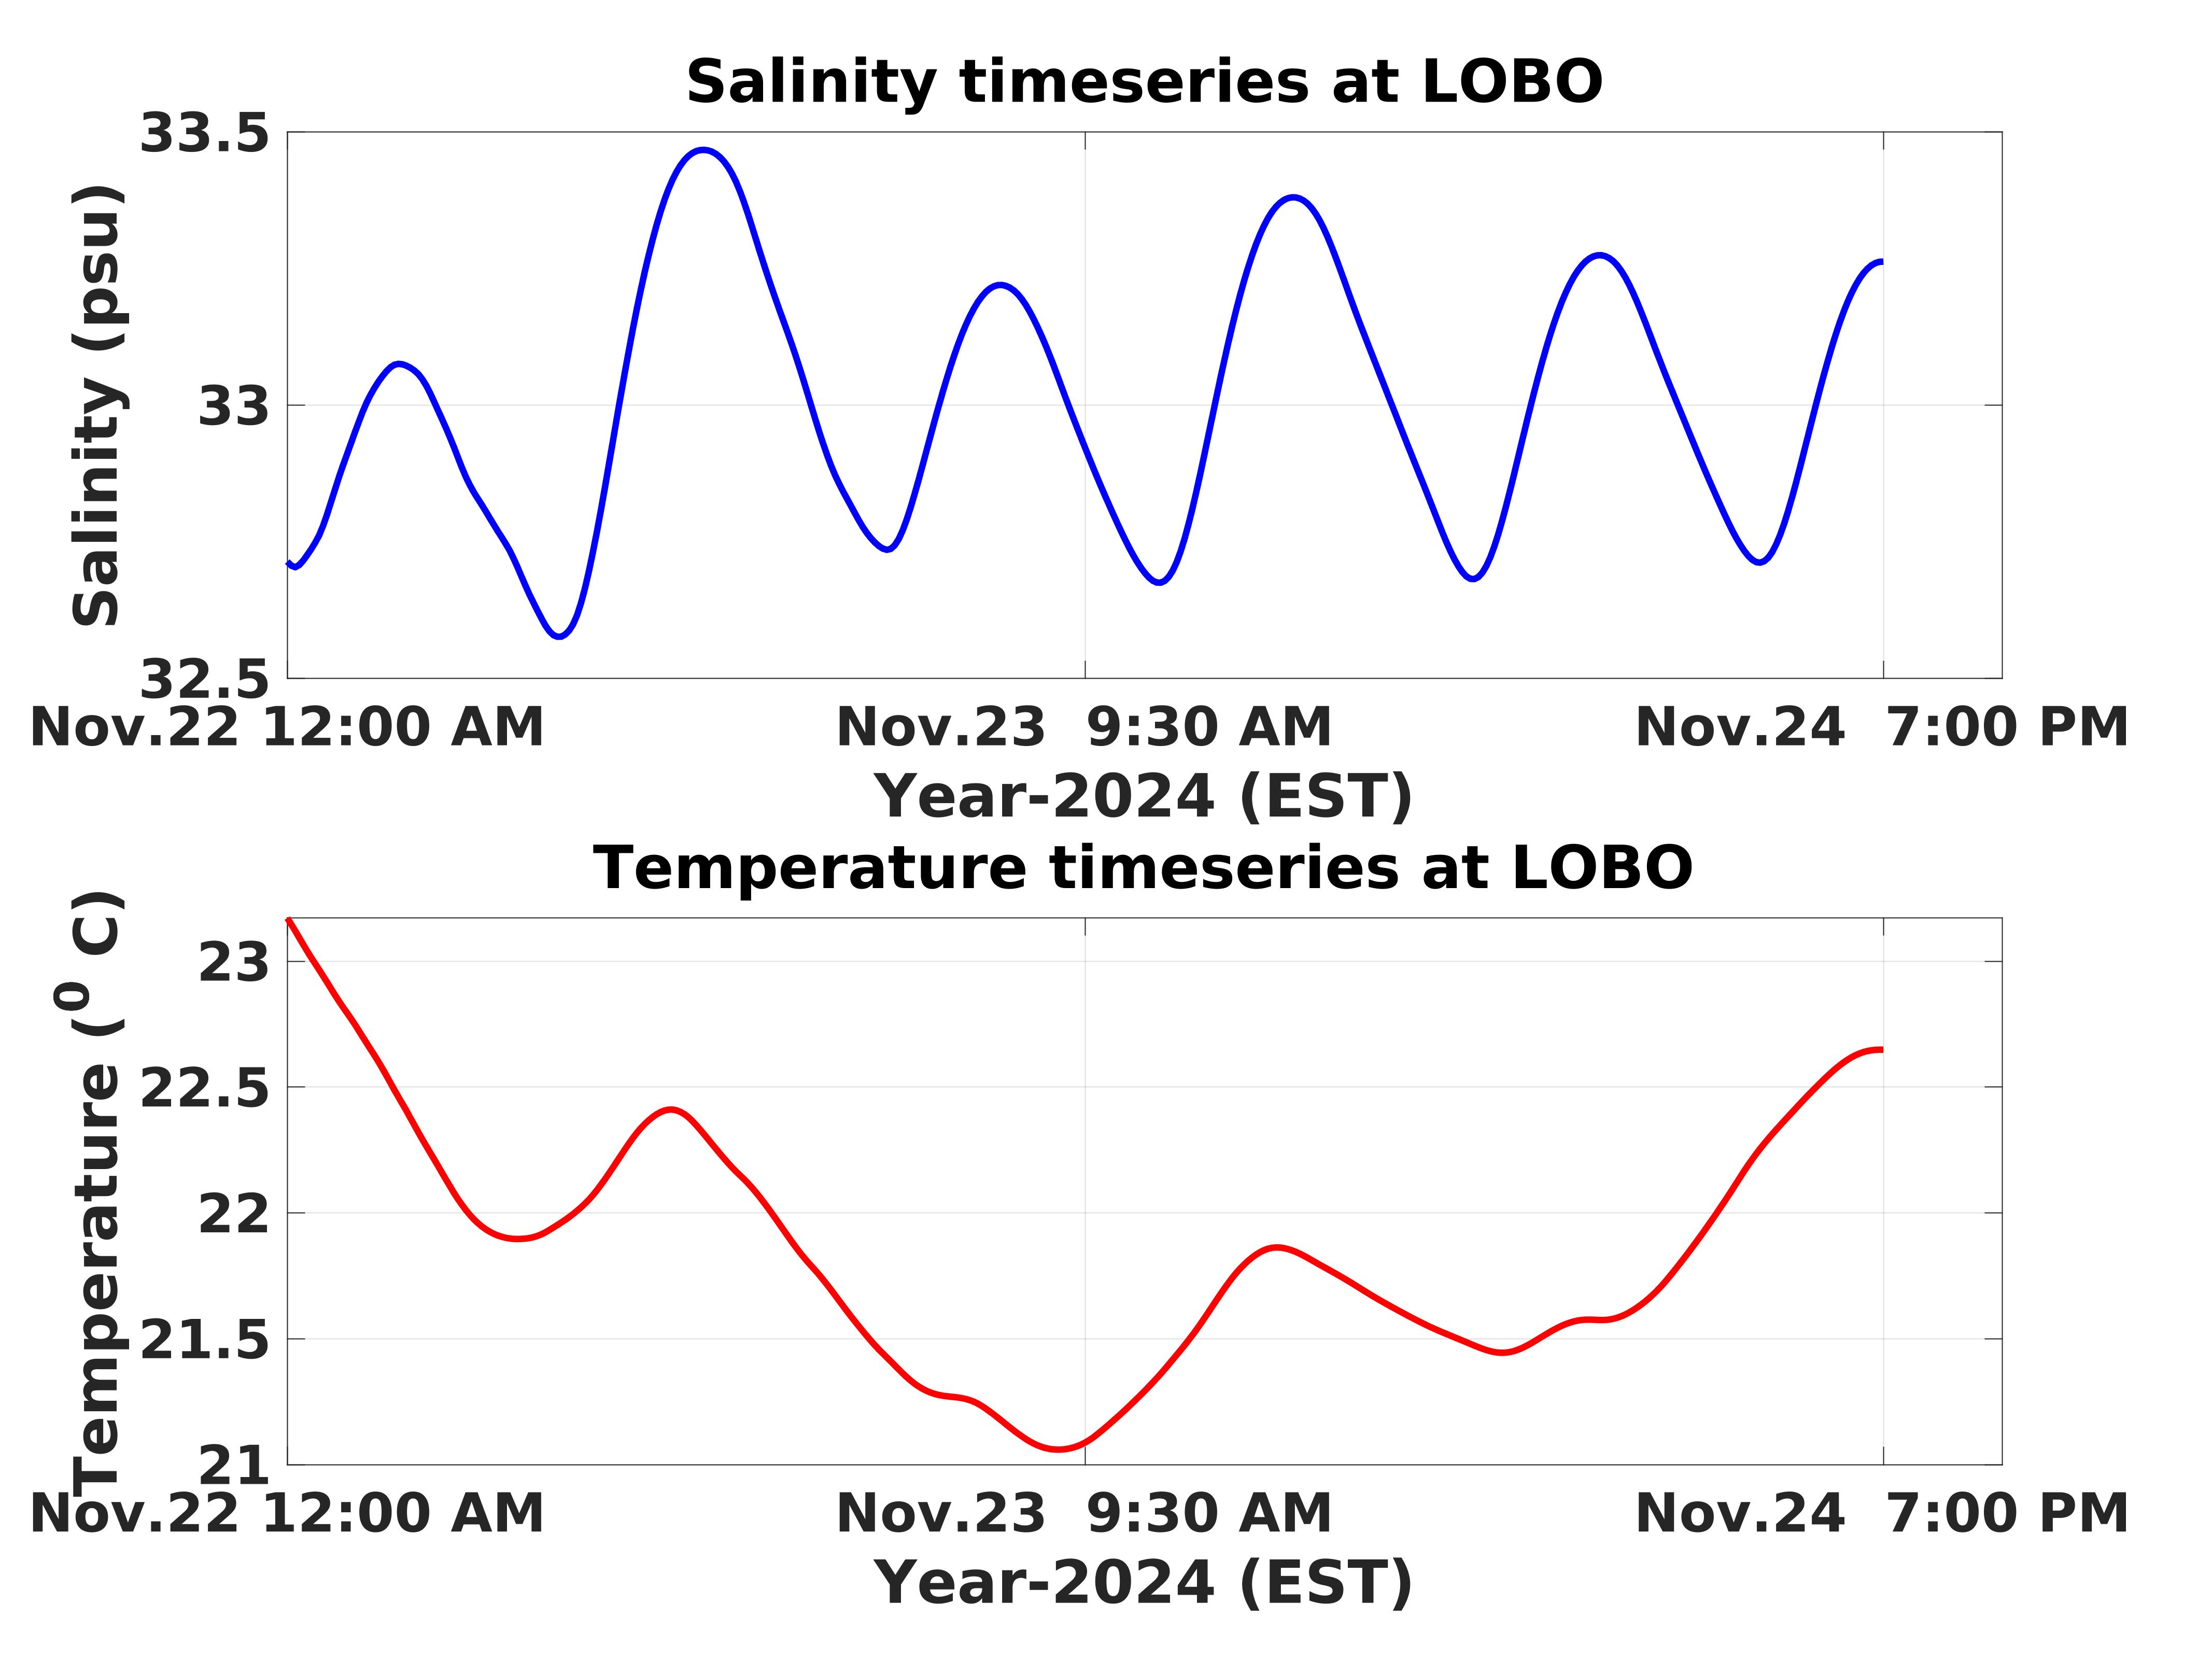 Salinity timeseries at LOBO
Salinity (psu)
33.5
33
32.5
Nov.22 12:00 AM Nov.23 9:30 AM Nov.24 7:00 PM
Year-2024 (EST)
Temperature timeseries at LOBO
Temperature (⁰ C)
23
22.5
22
21.5
21
Nov.22 12:00 AM Nov.23 9:30 AM Nov.24 7:00 PM
Year-2024 (EST)